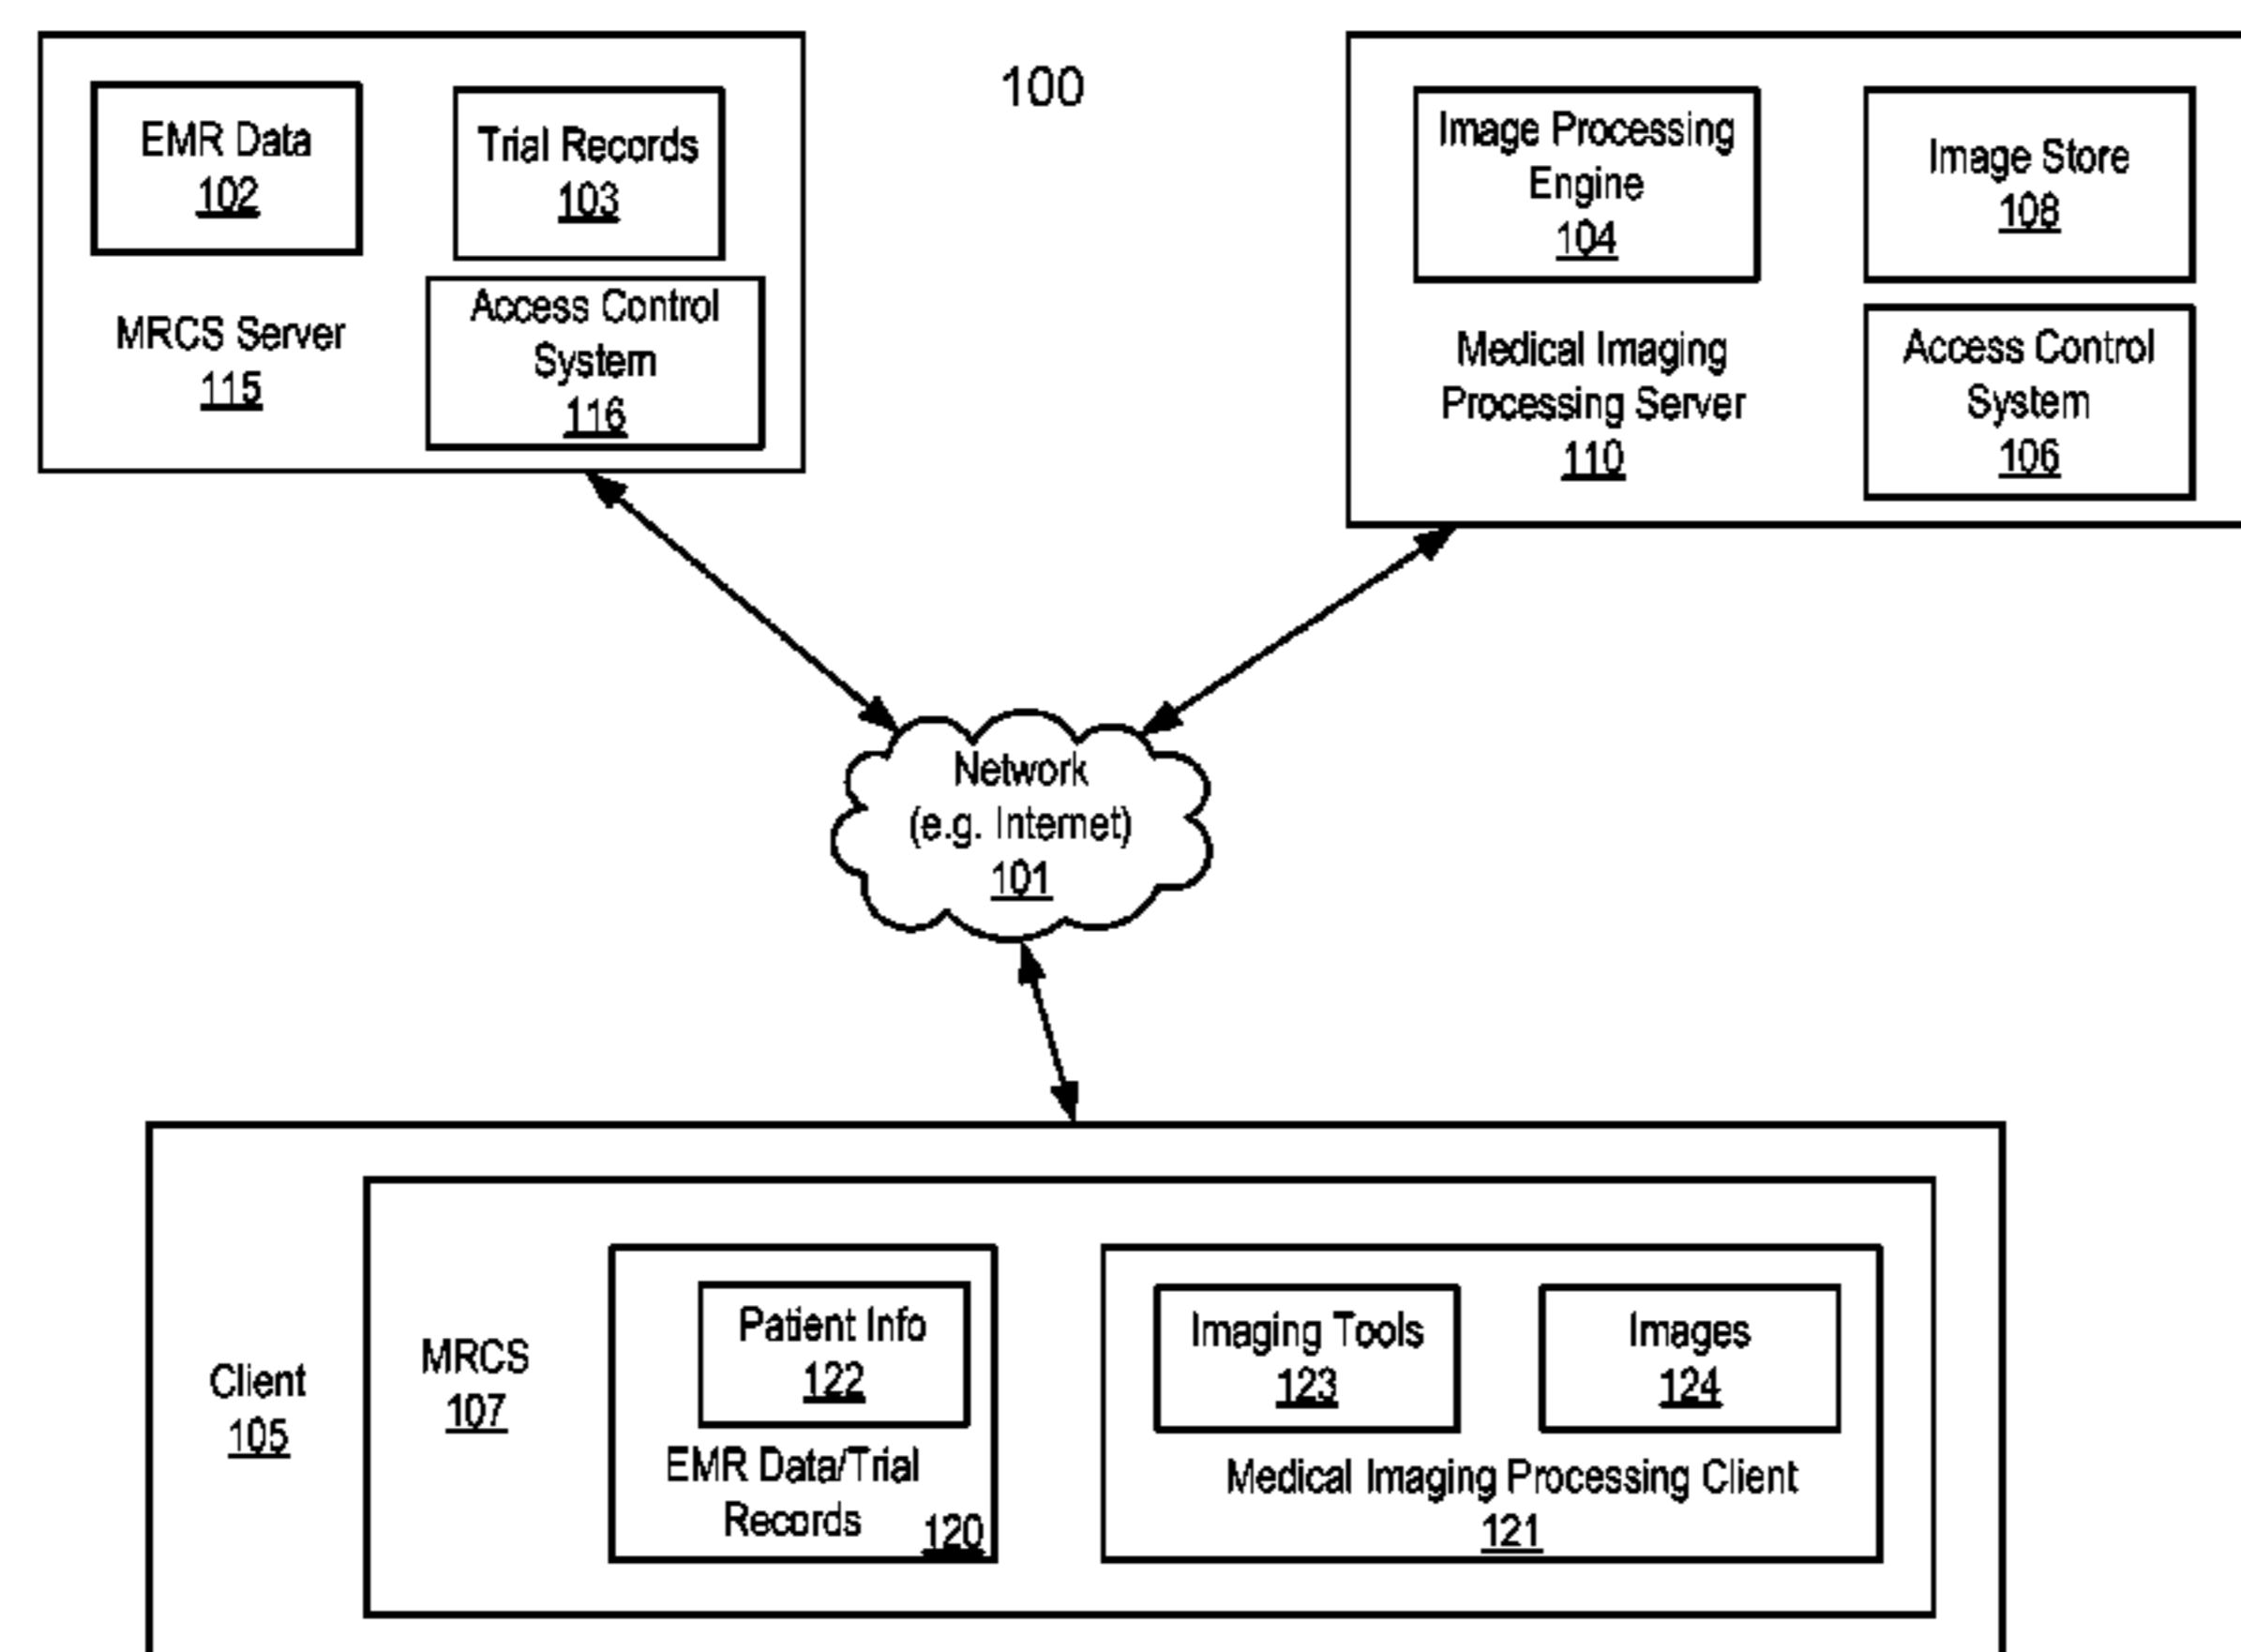 100
EMR Data
102
Trial Records
103
MRCS Server
115
Access Control
System
116
Image Processing
Engine
104
Image Store
108
Medical Imaging
Processing Server
110
Access Control
System
106
Network
(e.g. Internet)
101
Client
105
MRCS
107
Patient Info
122
EMR Data/Trial
Records
120
Imaging Tools
123
Images
124
Medical Imaging Processing Client
121